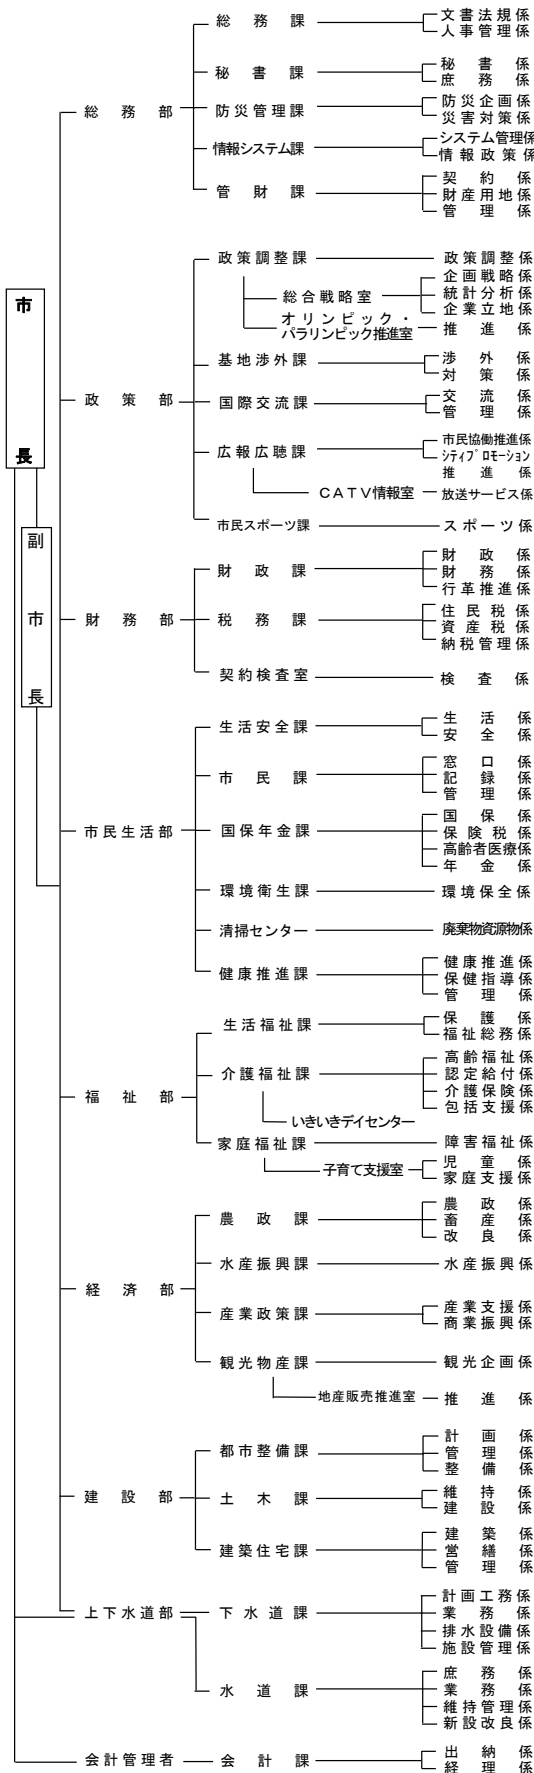 市長
副市長
総務部
総務課
文書法規係
人事管理係
秘書課
秘書係
庶務係
防災管理課
防災企画係
災害対策係
情報システム課
システム管理係
情報政策係
管財課
契約係
財産用地係
管理係
政策部
政策調整課
政策調整係
総合戦略室
企画戦略係
統計分析係
企業立地係
オリンピック・
パラリンピック推進室
推進係
基地渉外課
渉外係
対策係
国際交流課
交流係
管理係
広報広聴課
市民協働推進係
シティプロモーション
推進係
CATV情報室
放送サービス係
市民スポーツ課
スポーツ係
財務部
財政課
財政係
財務係
行革推進係
税務課
住民税係
資産税係
納税管理係
契約検査室
検査係
市民生活部
生活安全課
生活係
安全係
市民課
窓口係
記録係
管理係
国保年金課
国保係
保険税係
高齢者医療係
年金係
環境衛生課
環境保全係
清掃センター
廃棄物資源物係
健康推進課
健康推進係
保健指導係
管理係
福祉部
生活福祉課
保護係
福祉総務係
介護福祉課
高齢福祉係
認定給付係
介護保険係
包括支援係
いきいきデイセンター
家庭福祉課
障害福祉係
子育て支援室
児童係
家庭支援係
経済部
農政課
農政係
畜産係
改良係
水産振興課
水産振興係
産業政策課
産業支援係
商業振興係
観光物産課
観光企画係
地産販売推進室
推進係
建設部
都市整備課
計画係
管理係
整備係
土木課
維持係
建設係
建築住宅課
建築係
営繕係
管理係
上下水道部
下水道課
計画工務係
業務係
排水設備係
施設管理係
水道課
庶務係
業務係
維持管理係
新設改良係
会計管理者
会計課
出納係
経理係